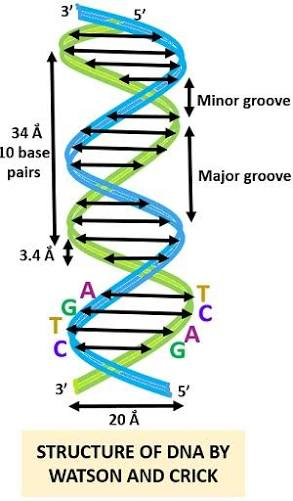 3’ 5’
Minor groove
34 Å
10 base
pairs
Major groove
3.4 Å
A T
G C
T A
C G
3’ 5’
20 Å
STRUCTURE OF DNA BY
WATSON AND CRICK